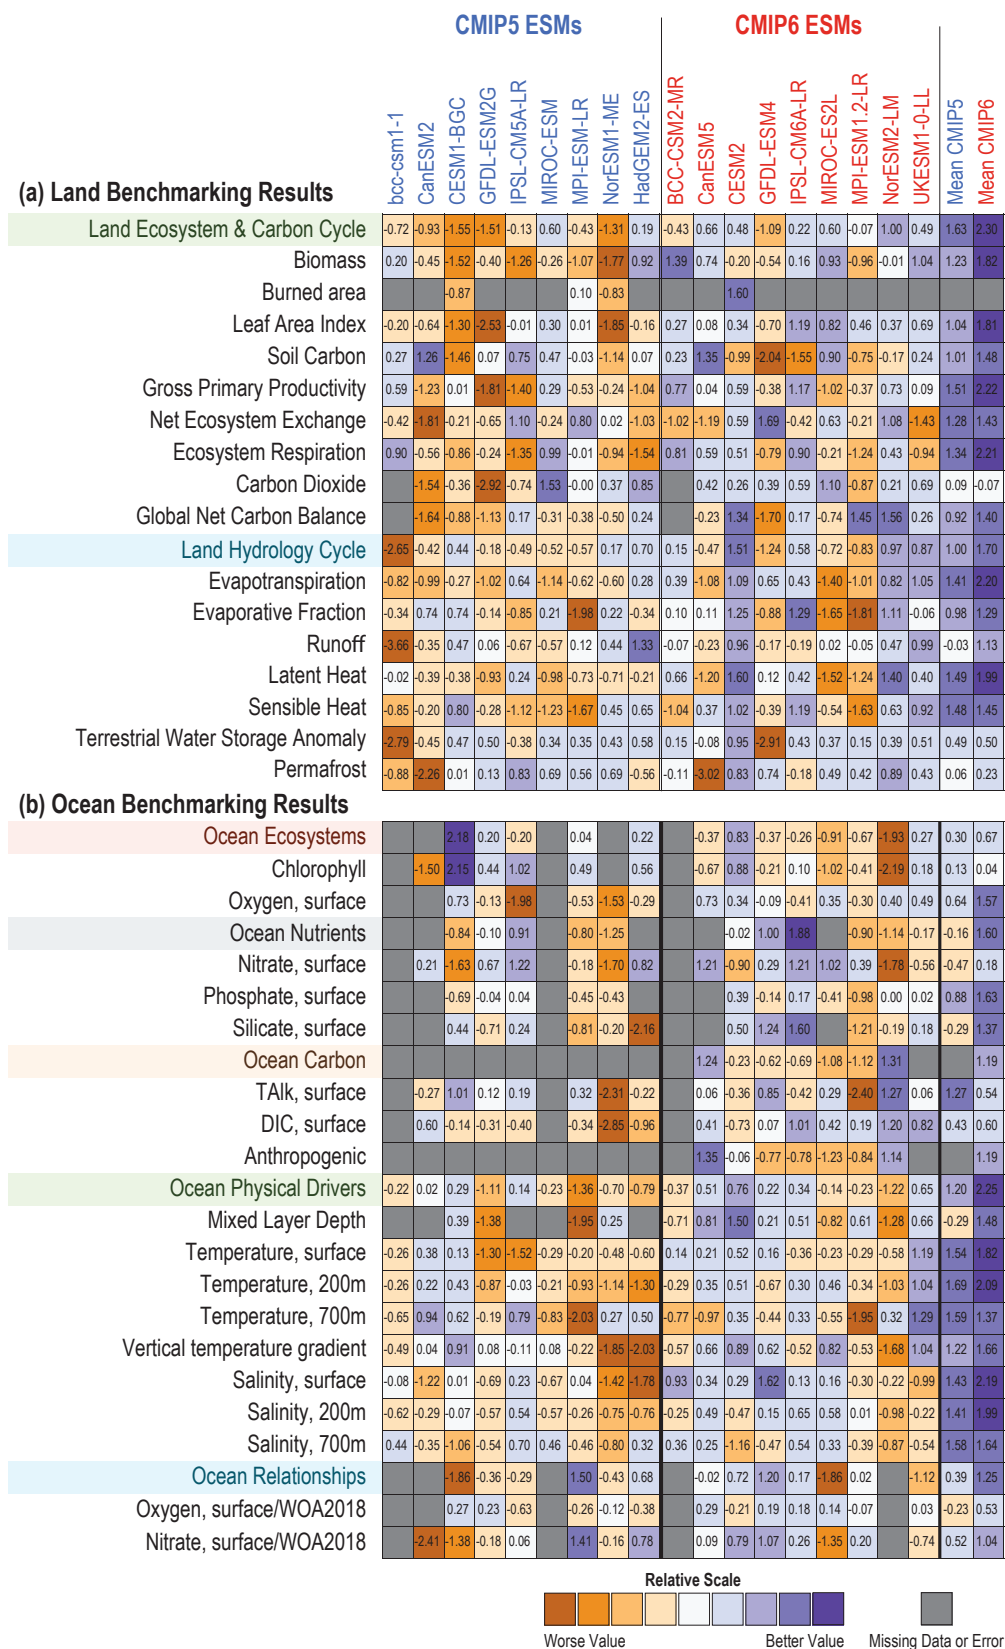 CMIP5 ESMs CMIP6 ESMs
bcc-csm1-1 CanESM2 CESM1-BGC GFDL-ESM2G IPSL-CM5A-LR MIROC-ESM MPI-ESM-LR NorESM1-ME HadGEM2-ES BCC-CSM2-MR CanESM5 CESM2 GFDL-ESM4 IPSL-CM6A-LR MIROC-ES2L MPI-ESM1.2-LR NorESM2-LM UKESM1-0-LL Mean CMIP5 Mean CMIP6
(a) Land Benchmarking Results
Land Ecosystem & Carbon Cycle -0.72 -0.93 -1.55 -1.51 -0.13 0.60 -0.43 -1.31 0.19 -0.43 0.66 0.48 -1.09 0.22 0.60 -0.07 1.00 0.49 1.63 2.30
Biomass 0.20 -0.45 -1.52 -0.40 -1.26 -0.26 -1.07 -1.77 0.92 1.39 0.74 -0.20 -0.54 0.16 0.93 -0.96 -0.01 1.04 1.23 1.82
Burned area -0.87 0.10 -0.83 1.60
Leaf Area Index -0.20 -0.64 -1.30 -2.53 -0.01 0.30 0.01 -1.85 -0.16 0.27 0.08 0.34 -0.70 1.19 0.82 0.46 0.37 0.69 1.04 1.81
Soil Carbon 0.27 1.26 -1.46 0.07 0.75 0.47 -0.03 -1.14 0.07 0.23 1.35 -0.99 -2.04 -1.55 0.90 -0.75 -0.17 0.24 1.01 1.48
Gross Primary Productivity 0.59 -1.23 0.01 -1.81 -1.40 0.29 -0.53 -0.24 -1.04 0.77 0.04 0.59 -0.38 1.17 -1.02 -0.37 0.73 0.09 1.51 2.22
Net Ecosystem Exchange -0.42 -1.81 -0.21 -0.65 1.10 -0.24 0.80 0.02 -1.03 -1.02 -1.19 0.59 1.69 -0.42 0.63 -0.21 1.08 -1.43 1.28 1.43
Ecosystem Respiration 0.90 -0.56 -0.86 -0.24 -1.35 0.99 -0.01 -0.94 -1.54 0.81 0.59 0.51 -0.79 0.90 -0.21 -1.24 0.43 -0.94 1.34 2.21
Carbon Dioxide -1.54 -0.36 -2.92 -0.74 1.53 -0.00 0.37 0.85 0.42 0.26 0.39 0.59 1.10 -0.87 0.21 0.69 0.09 -0.07
Global Net Carbon Balance -1.64 -0.88 -1.13 0.17 -0.31 -0.38 -0.50 0.24 -0.23 1.34 -1.70 0.17 -0.74 1.45 1.56 0.26 0.92 1.40
Land Hydrology Cycle -2.65 -0.42 0.44 -0.18 -0.49 -0.52 -0.57 0.17 0.70 0.15 -0.47 1.51 -1.24 0.58 -0.72 -0.83 0.97 0.87 1.00 1.70
Evapotranspiration -0.82 -0.99 -0.27 -1.02 0.64 -1.14 -0.62 -0.60 0.28 0.39 -1.08 1.09 0.65 0.43 -1.40 -1.01 0.82 1.05 1.41 2.20
Evaporative Fraction -0.34 0.74 0.74 -0.14 -0.85 0.21 -1.98 0.22 -0.34 0.10 0.11 1.25 -0.88 1.29 -1.65 -1.81 1.11 -0.06 0.98 1.29
Runoff -3.66 -0.35 0.47 0.06 -0.67 -0.57 0.12 0.44 1.33 -0.07 -0.23 0.96 -0.17 -0.19 0.02 -0.05 0.47 0.99 -0.03 1.13
Latent Heat -0.02 -0.39 -0.38 -0.93 0.24 -0.98 -0.73 -0.71 -0.21 0.66 -1.20 1.60 0.12 0.42 -1.52 -1.24 1.40 0.40 1.49 1.99
Sensible Heat -0.85 -0.20 0.80 -0.28 -1.12 -1.23 -1.67 0.45 0.65 -1.04 0.37 1.02 -0.39 1.19 -0.54 -1.63 0.63 0.92 1.48 1.45
Terrestrial Water Storage Anomaly -2.79 -0.45 0.47 0.50 -0.38 0.34 0.35 0.43 0.58 0.15 -0.08 0.95 -2.91 0.43 0.37 0.15 0.39 0.51 0.49 0.50
Permafrost -0.88 -2.26 0.01 0.13 0.83 0.69 0.56 0.69 -0.56 -0.11 -3.02 0.83 0.74 -0.18 0.49 0.42 0.89 0.43 0.06 0.23
(b) Ocean Benchmarking Results
Ocean Ecosystems 2.18 0.20 -0.20 0.04 0.22 -0.37 0.83 -0.37 -0.26 -0.91 -0.67 -1.93 0.27 0.30 0.67
Chlorophyll -1.50 2.15 0.44 1.02 0.49 0.56 -0.67 0.88 -0.21 0.10 -1.02 -0.41 -2.19 0.18 0.13 0.04
Oxygen, surface 0.73 -0.13 -1.98 -0.53 -1.53 -0.29 0.73 0.34 -0.09 -0.41 0.35 -0.30 0.40 0.49 0.64 1.57
Ocean Nutrients -0.84 -0.10 0.91 -0.80 -1.25 -0.02 1.00 1.88 -0.90 -1.14 -0.17 -0.16 1.60
Nitrate, surface 0.21 -1.63 0.67 1.22 -0.18 -1.70 0.82 1.21 -0.90 0.29 1.21 1.02 0.39 -1.78 -0.56 -0.47 0.18
Phosphate, surface -0.69 -0.04 0.04 -0.45 -0.43 0.39 -0.14 0.17 -0.41 -0.98 0.00 0.02 0.88 1.63
Silicate, surface 0.44 -0.71 0.24 -0.81 -0.20 -2.16 0.50 1.24 1.60 -1.21 -0.19 0.18 -0.29 1.37
Ocean Carbon 1.24 -0.23 -0.62 -0.69 -1.08 -1.12 1.31 1.19
TAlk, surface -0.27 1.01 0.12 0.19 0.32 -2.31 -0.22 0.06 -0.36 0.85 -0.42 0.29 -2.40 1.27 0.06 1.27 0.54
DIC, surface 0.60 -0.14 -0.31 -0.40 -0.34 -2.85 -0.96 0.41 -0.73 0.07 1.01 0.42 0.19 1.20 0.82 0.43 0.60
Anthropogenic 1.35 -0.06 -0.77 -0.78 -1.23 -0.84 1.14 1.19
Ocean Physical Drivers -0.22 0.02 0.29 -1.11 0.14 -0.23 -1.36 -0.70 -0.79 -0.37 0.51 0.76 0.22 0.34 -0.14 -0.23 -1.22 0.65 1.20 2.25
Mixed Layer Depth 0.39 -1.38 -1.95 0.25 -0.71 0.81 1.50 0.21 0.51 -0.82 0.61 -1.28 0.66 -0.29 1.48
Temperature, surface -0.26 0.38 0.13 -1.30 -1.52 -0.29 -0.20 -0.48 -0.60 0.14 0.21 0.52 0.16 -0.36 -0.23 -0.29 -0.58 1.19 1.54 1.82
Temperature, 200m -0.26 0.22 0.43 -0.87 -0.03 -0.21 -0.93 -1.14 -1.30 -0.29 0.35 0.51 -0.67 0.30 0.46 -0.34 -1.03 1.04 1.69 2.09
Temperature, 700m -0.65 0.94 0.62 -0.19 0.79 -0.83 -2.03 0.27 0.50 -0.77 -0.97 0.35 -0.44 0.33 -0.55 -1.95 0.32 1.29 1.59 1.37
Vertical temperature gradient -0.49 0.04 0.91 0.08 -0.11 0.08 -0.22 -1.85 -2.03 -0.57 0.66 0.89 0.62 -0.52 0.82 -0.53 -1.68 1.04 1.22 1.66
Salinity, surface -0.08 -1.22 0.01 -0.69 0.23 -0.67 0.04 -1.42 -1.78 0.93 0.34 0.29 1.62 0.13 0.16 -0.30 -0.22 -0.99 1.43 2.19
Salinity, 200m -0.62 -0.29 -0.07 -0.57 0.54 -0.57 -0.26 -0.75 -0.76 -0.25 0.49 -0.47 0.15 0.65 0.58 0.01 -0.98 -0.22 1.41 1.99
Salinity, 700m 0.44 -0.35 -1.06 -0.54 0.70 0.46 -0.46 -0.80 0.32 0.36 0.25 -1.16 -0.47 0.54 0.33 -0.39 -0.87 -0.54 1.58 1.64
Ocean Relationships -1.86 -0.36 -0.29 1.50 -0.43 0.68 -0.02 0.72 1.20 0.17 -1.86 0.02 -1.12 0.39 1.25
Oxygen, surface/WOA2018 0.27 0.23 -0.63 -0.26 -0.12 -0.38 0.29 -0.21 0.19 0.18 0.14 -0.07 0.03 -0.23 0.53
Nitrate, surface/WOA2018 -2.41 -1.38 -0.18 0.06 1.41 -0.16 0.78 0.09 0.79 1.07 0.26 -1.35 0.20 -0.74 0.52 1.04
Relative Scale
Worse Value Better Value Missing Data or Error